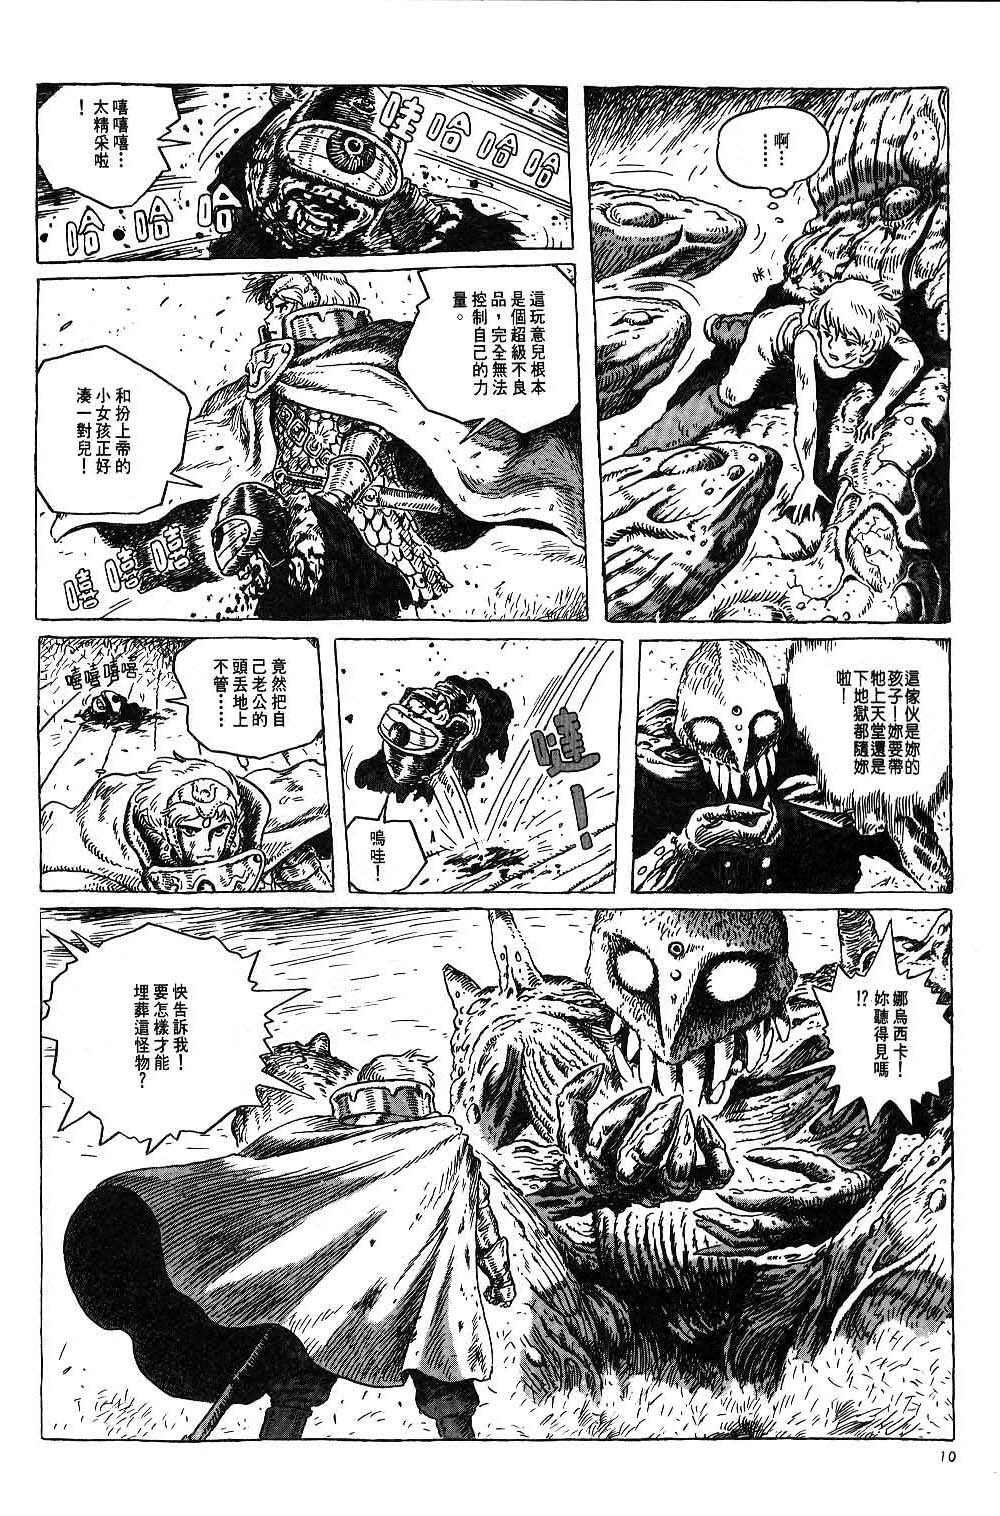 啊
……
……
咔
嘻嘻嘻…
太精采啦
！
哇哈哈哈哈
哈哈哈
這玩意兒根本
是個超級不良
品，完全無法
控制自己的力
量。
和扮上帝的
小女孩正好
湊一對兒！
嘻嘻嘻
這傢伙是妳的
孩子！妳要帶
牠上天堂還是
下地獄都隨妳
啦！
噠！
嗚哇！
竟然把自
己老公的
頭丟地上
不管……
嘻嘻嘻嘻
娜烏西卡！
妳聽得見嗎
!?
快告訴我！
要怎樣才能
埋葬這怪物？
10